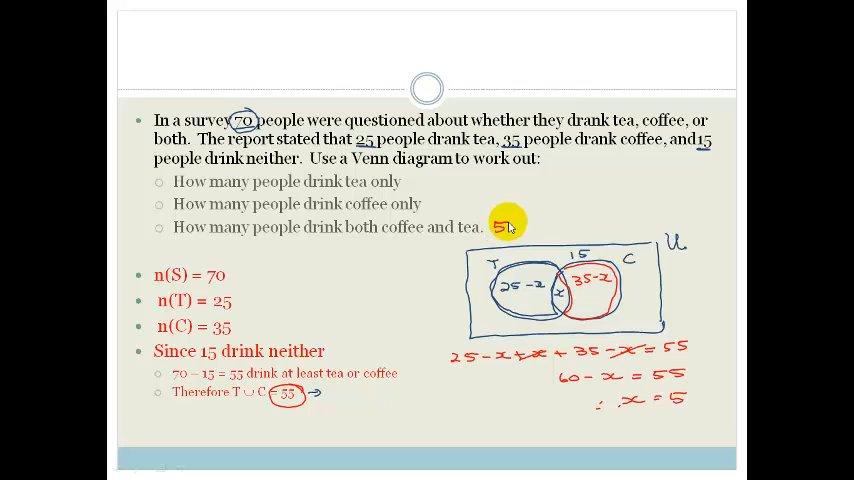 In a survey 70 people were questioned about whether they drank tea, coffee, or
both. The report stated that 25 people drank tea, 35 people drank coffee, and 15
people drink neither. Use a Venn diagram to work out:
How many people drink tea only
How many people drink coffee only
How many people drink both coffee and tea. 5
U
T 15 C
25-x x 35-x
n(S) = 70
n(T) = 25
n(C) = 35
Since 15 drink neither
70 – 15 = 55 drink at least tea or coffee
Therefore T ∪ C = 55 →
25-x+x + 35-x = 55
60-x = 55
∴ x = 5